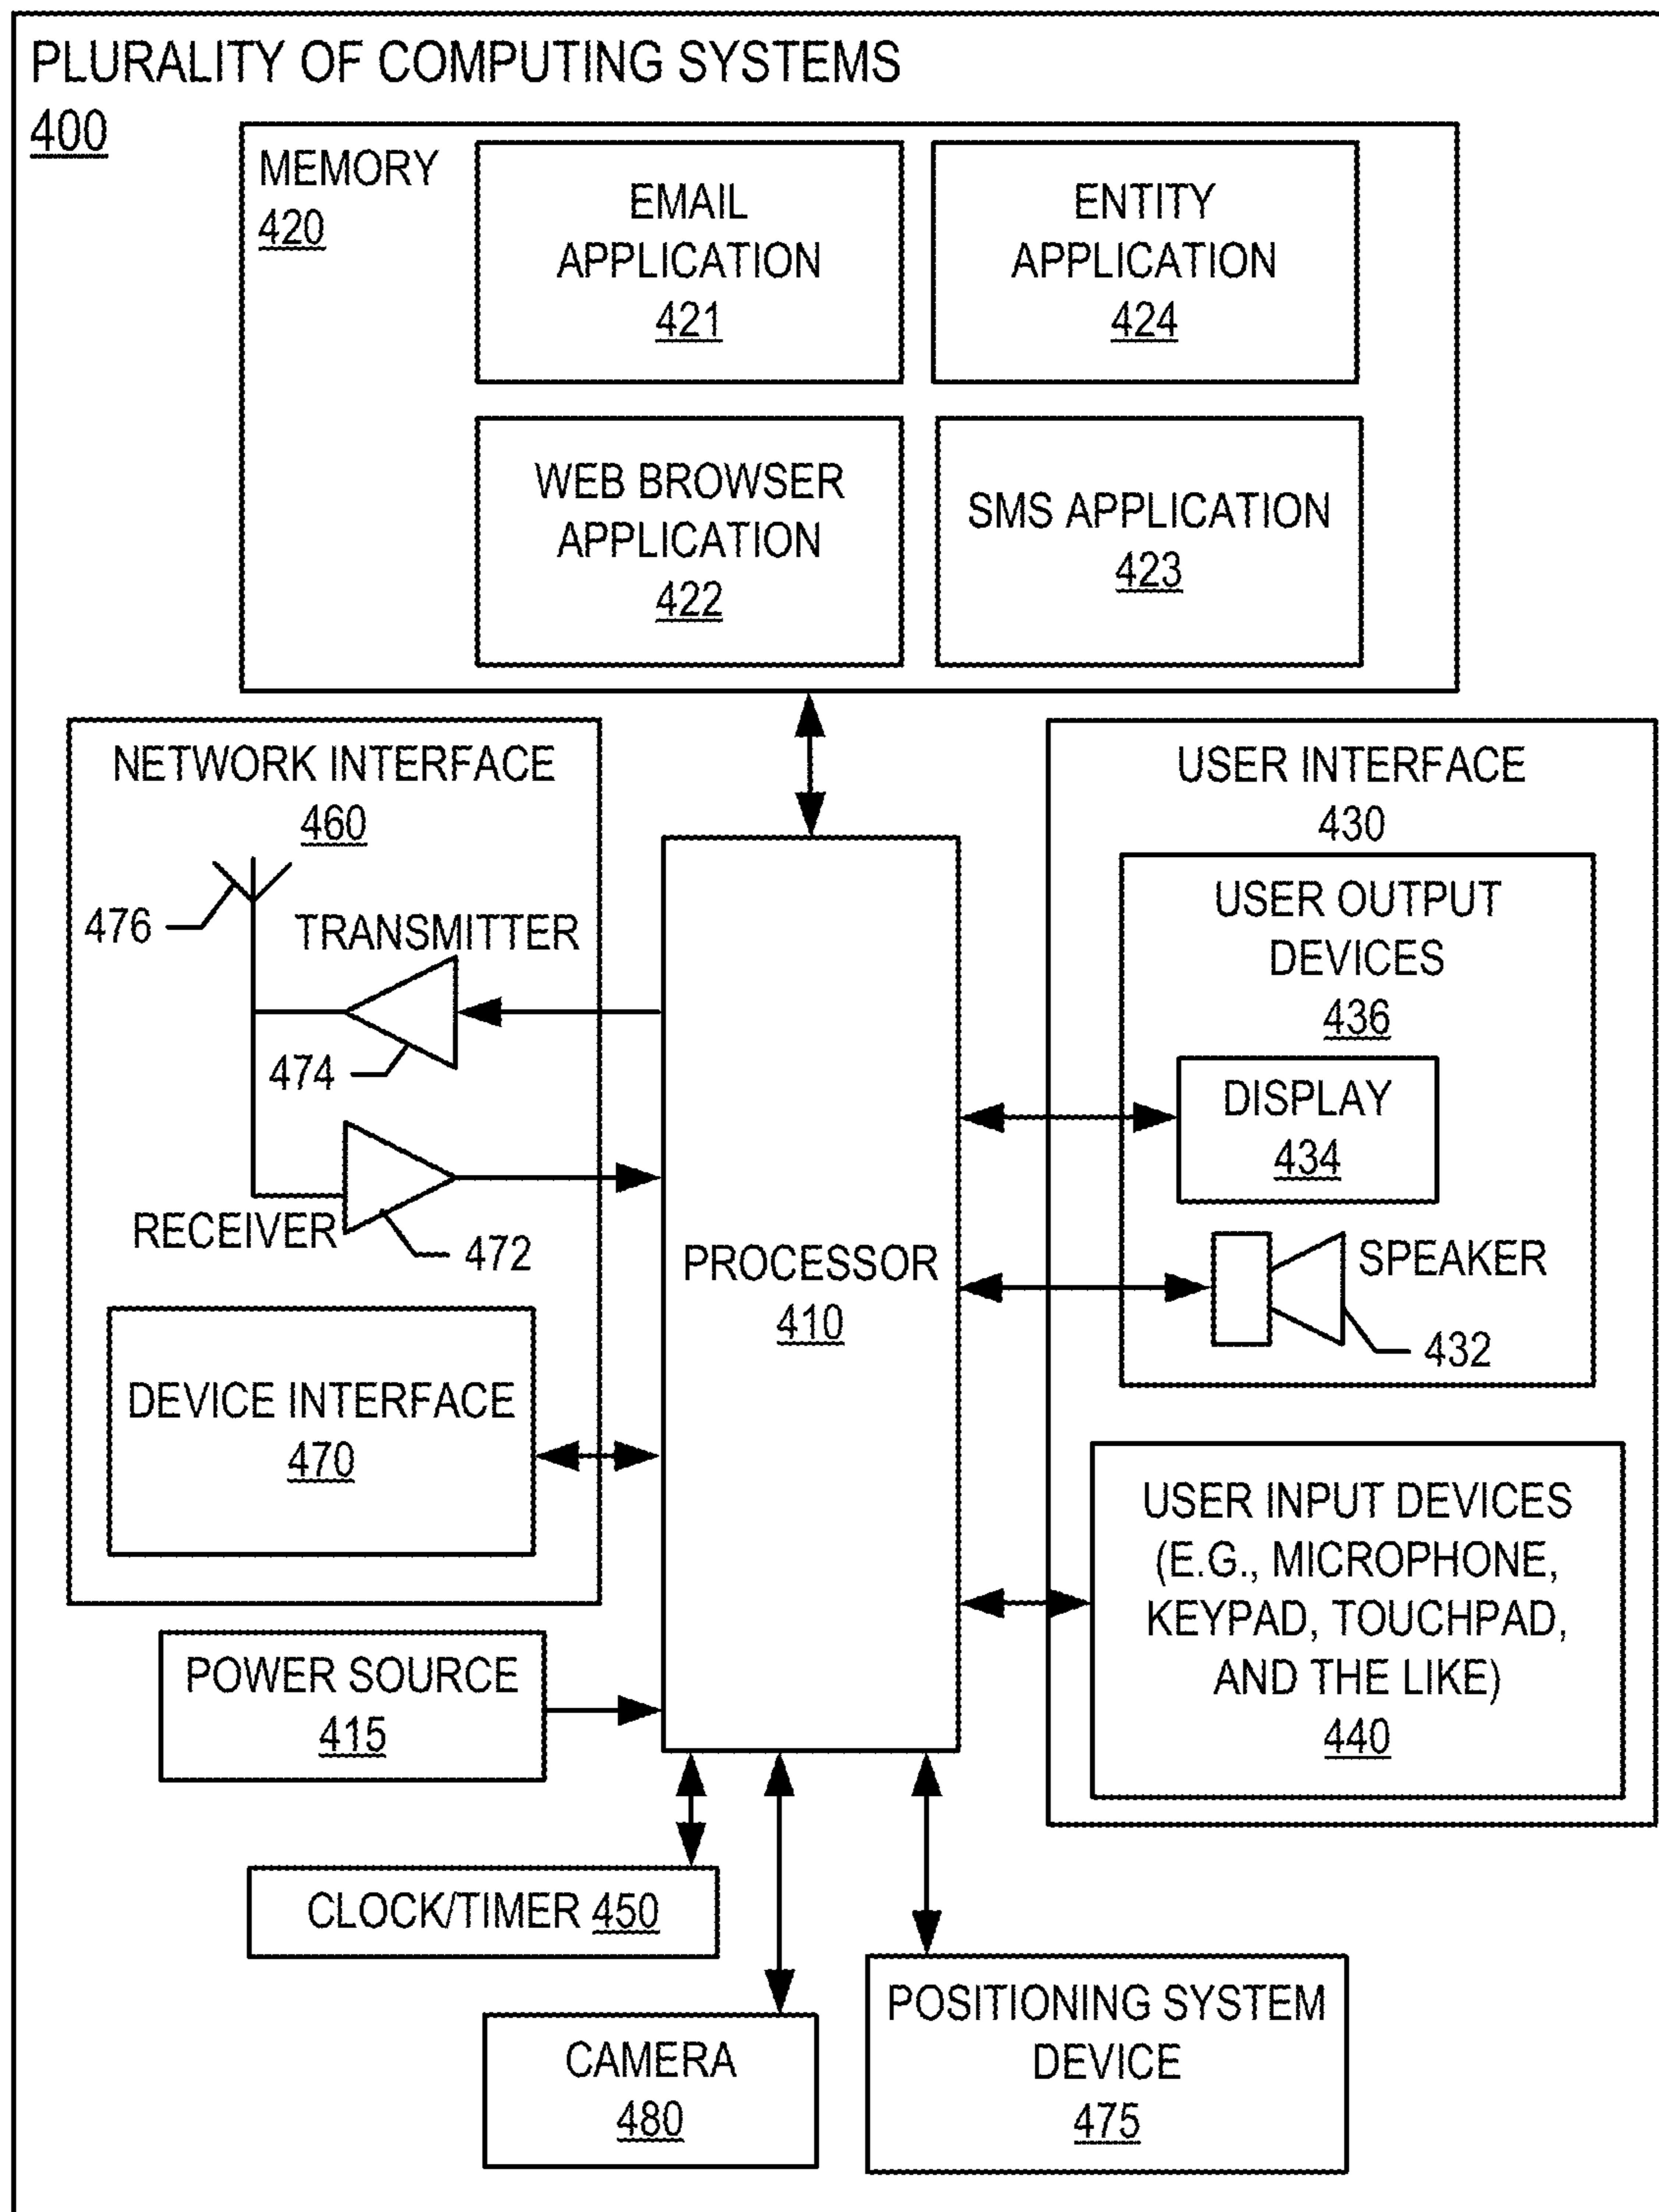 PLURALITY OF COMPUTING SYSTEMS
400
MEMORY
420
EMAIL
APPLICATION
421
ENTITY
APPLICATION
424
WEB BROWSER
APPLICATION
422
SMS APPLICATION
423
NETWORK INTERFACE
460
476
TRANSMITTER
474
RECEIVER
472
DEVICE INTERFACE
470
PROCESSOR
410
USER INTERFACE
430
USER OUTPUT
DEVICES
436
DISPLAY
434
SPEAKER
432
USER INPUT DEVICES
(E.G., MICROPHONE,
KEYPAD, TOUCHPAD,
AND THE LIKE)
440
POWER SOURCE
415
CLOCK/TIMER 450
CAMERA
480
POSITIONING SYSTEM
DEVICE
475